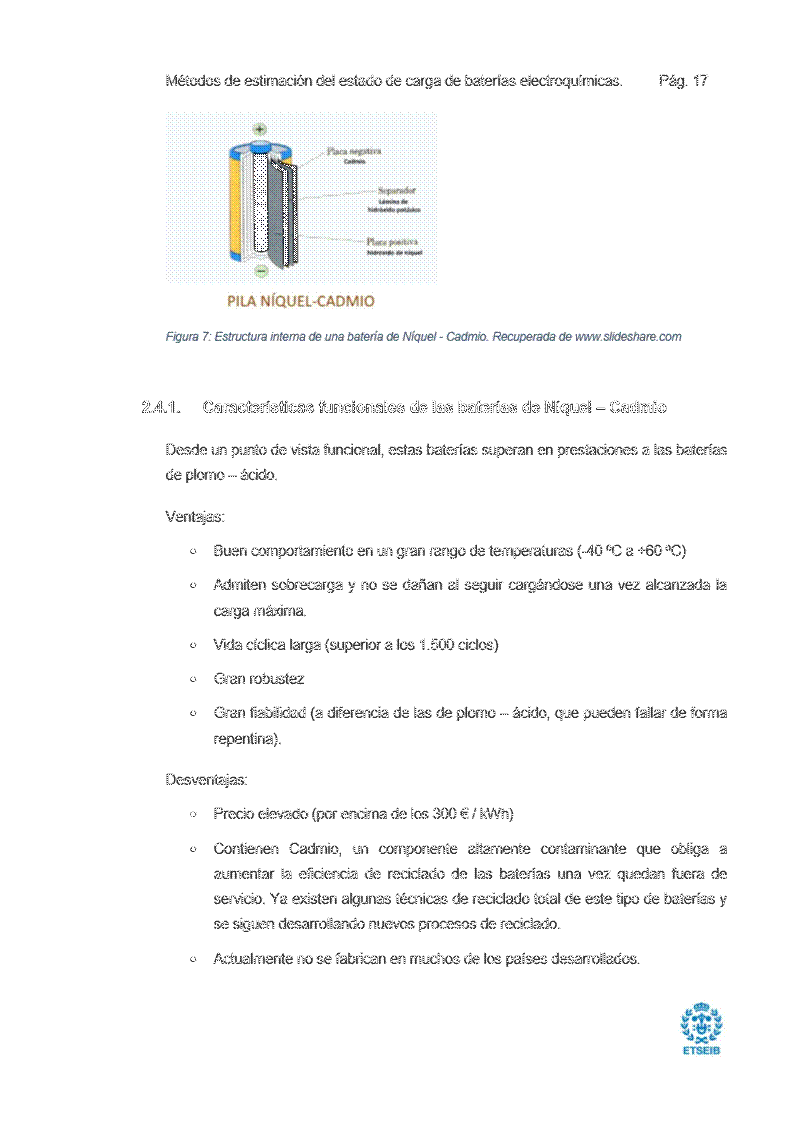 Métodos de estimación del estado de carga de baterías electroquímicas. Pág. 17
+
Placa negativa
Cadmio
Separador
Lámina de
hidróxido potásico
Placa positiva
hidróxido de níquel
−
PILA NÍQUEL-CADMIO
Figura 7: Estructura interna de una batería de Níquel - Cadmio. Recuperada de www.slideshare.com
2.4.1. Características funcionales de las baterías de Níquel – Cadmio
Desde un punto de vista funcional, estas baterías superan en prestaciones a las baterías
de plomo – ácido.
Ventajas:
○ Buen comportamiento en un gran rango de temperaturas (-40 ºC a +60 ºC)
○ Admiten sobrecarga y no se dañan al seguir cargándose una vez alcanzada la
carga máxima.
○ Vida cíclica larga (superior a los 1.500 ciclos)
○ Gran robustez
○ Gran fiabilidad (a diferencia de las de plomo – ácido, que pueden fallar de forma
repentina).
Desventajas:
○ Precio elevado (por encima de los 300 € / kWh)
○ Contienen Cadmio, un componente altamente contaminante que obliga a
aumentar la eficiencia de reciclado de las baterías una vez quedan fuera de
servicio. Ya existen algunas técnicas de reciclado total de este tipo de baterías y
se siguen desarrollando nuevos procesos de reciclado.
○ Actualmente no se fabrican en muchos de los países desarrollados.
ETSEIB